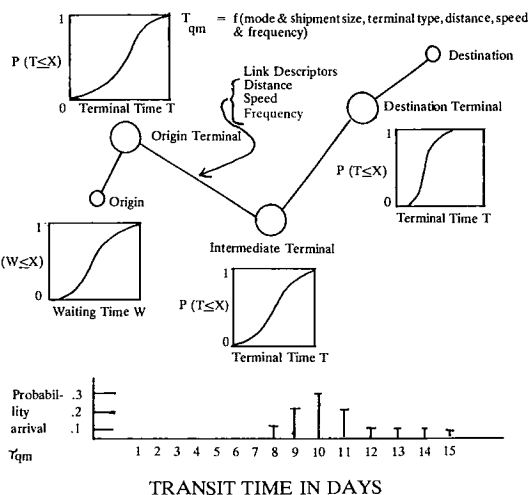 T qm = f(mode & shipment size, terminal type, distance, speed
& frequency)
1
P (T≤X)
0
Terminal Time T
Link Descriptors
Distance
Speed
Frequency
Destination
Destination Terminal
Origin Terminal
Origin
1
P (T≤X)
0
Terminal Time T
1
(W≤X)
0
Waiting Time W
Intermediate Terminal
1
P (T≤X)
0
Terminal Time T
Probabil- .3
lity .2
arrival .1
τqm 1 2 3 4 5 6 7 8 9 10 11 12 13 14 15
TRANSIT TIME IN DAYS